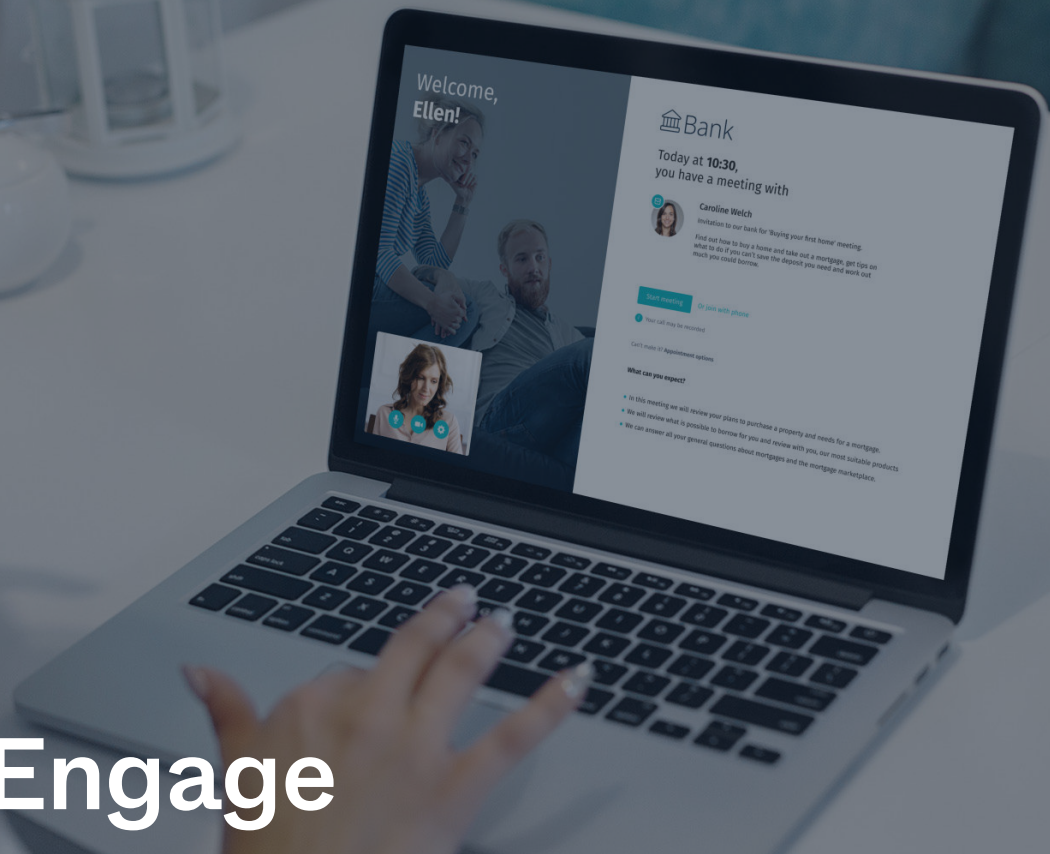 Welcome,
Ellen!
Bank
Today at 10:30,
you have a meeting with
Caroline Welch
invitation to our bank for 'Buying your first home' meeting.
Find out how to buy a home and take out a mortgage, get tips on
what to do if you can't save the deposit you need and work out
much you could borrow.
Start meeting
Or join with phone
Your call may be recorded
Can't make it? Appointment options
What can you expect?
In this meeting we will review your plans to purchase a property and needs for a mortgage.
We will review what is possible to borrow for you and review with you, our most suitable products
We can answer all your general questions about mortgages and the mortgage marketplace.
Engage